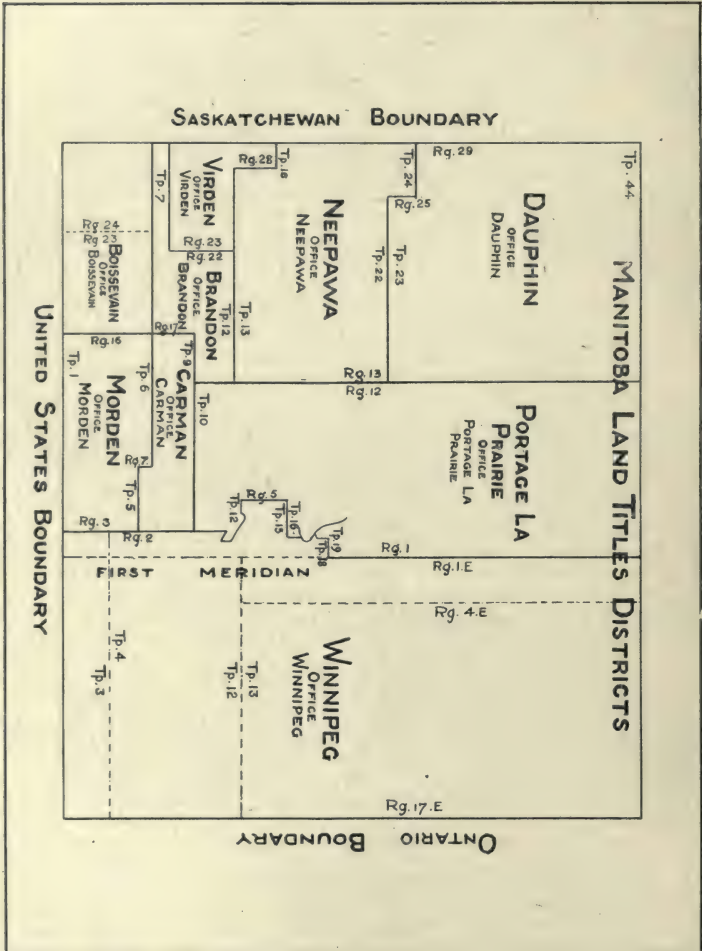 MANITOBA LAND TITLES DISTRICTS
SASKATCHEWAN BOUNDARY
Tp. 44
Rg. 29
Tp. 24
Rg. 25
Tp. 22
Tp. 23
DAUPHIN
OFFICE
DAUPHIN
Tp. 18
Rg. 28
NEEPAWA
OFFICE
NEEPAWA
Tp. 12
Tp. 13
Rg. 13
Rg. 12
VIRDEN
OFFICE
VIRDEN
Tp. 7
Rg. 23
Rg. 22
BRANDON
OFFICE
BRANDON
Rg. 17
Rg. 24
Rg. 23
BOISSEVAIN
OFFICE
BOISSEVAIN
Rg. 16
Tp. 1
MORDEN
OFFICE
MORDEN
Tp. 6
Rg. 7
Tp. 5
Rg. 3
Rg. 2
Tp. 9
CARMAN
OFFICE
CARMAN
Tp. 10
PORTAGE LA
PRAIRIE
OFFICE
PORTAGE LA
PRAIRIE
Rg. 5
Tp. 12
Tp. 15
Tp. 16
Tp. 19
Tp. 18
Rg. 1
Rg. 1. E
FIRST MERIDIAN
Rg. 4. E
Tp. 4
Tp. 3
Tp. 13
Tp. 12
WINNIPEG
OFFICE
WINNIPEG
Rg. 17. E
UNITED STATES BOUNDARY
ONTARIO BOUNDARY